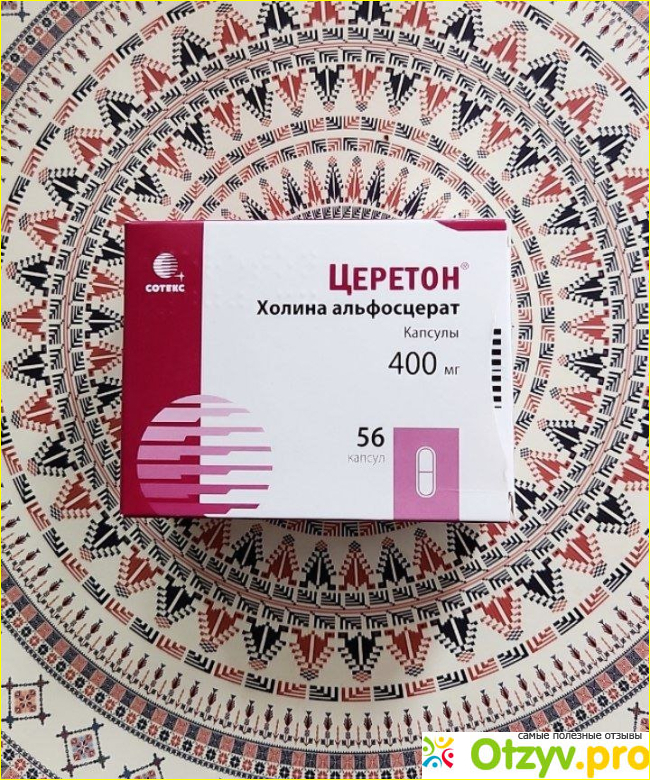 СОТЕКС
ЦЕРЕТОН®
Холина альфосцерат
Капсулы
400 мг
56
капсул
самые полезные отзывы
Otzyv.pro